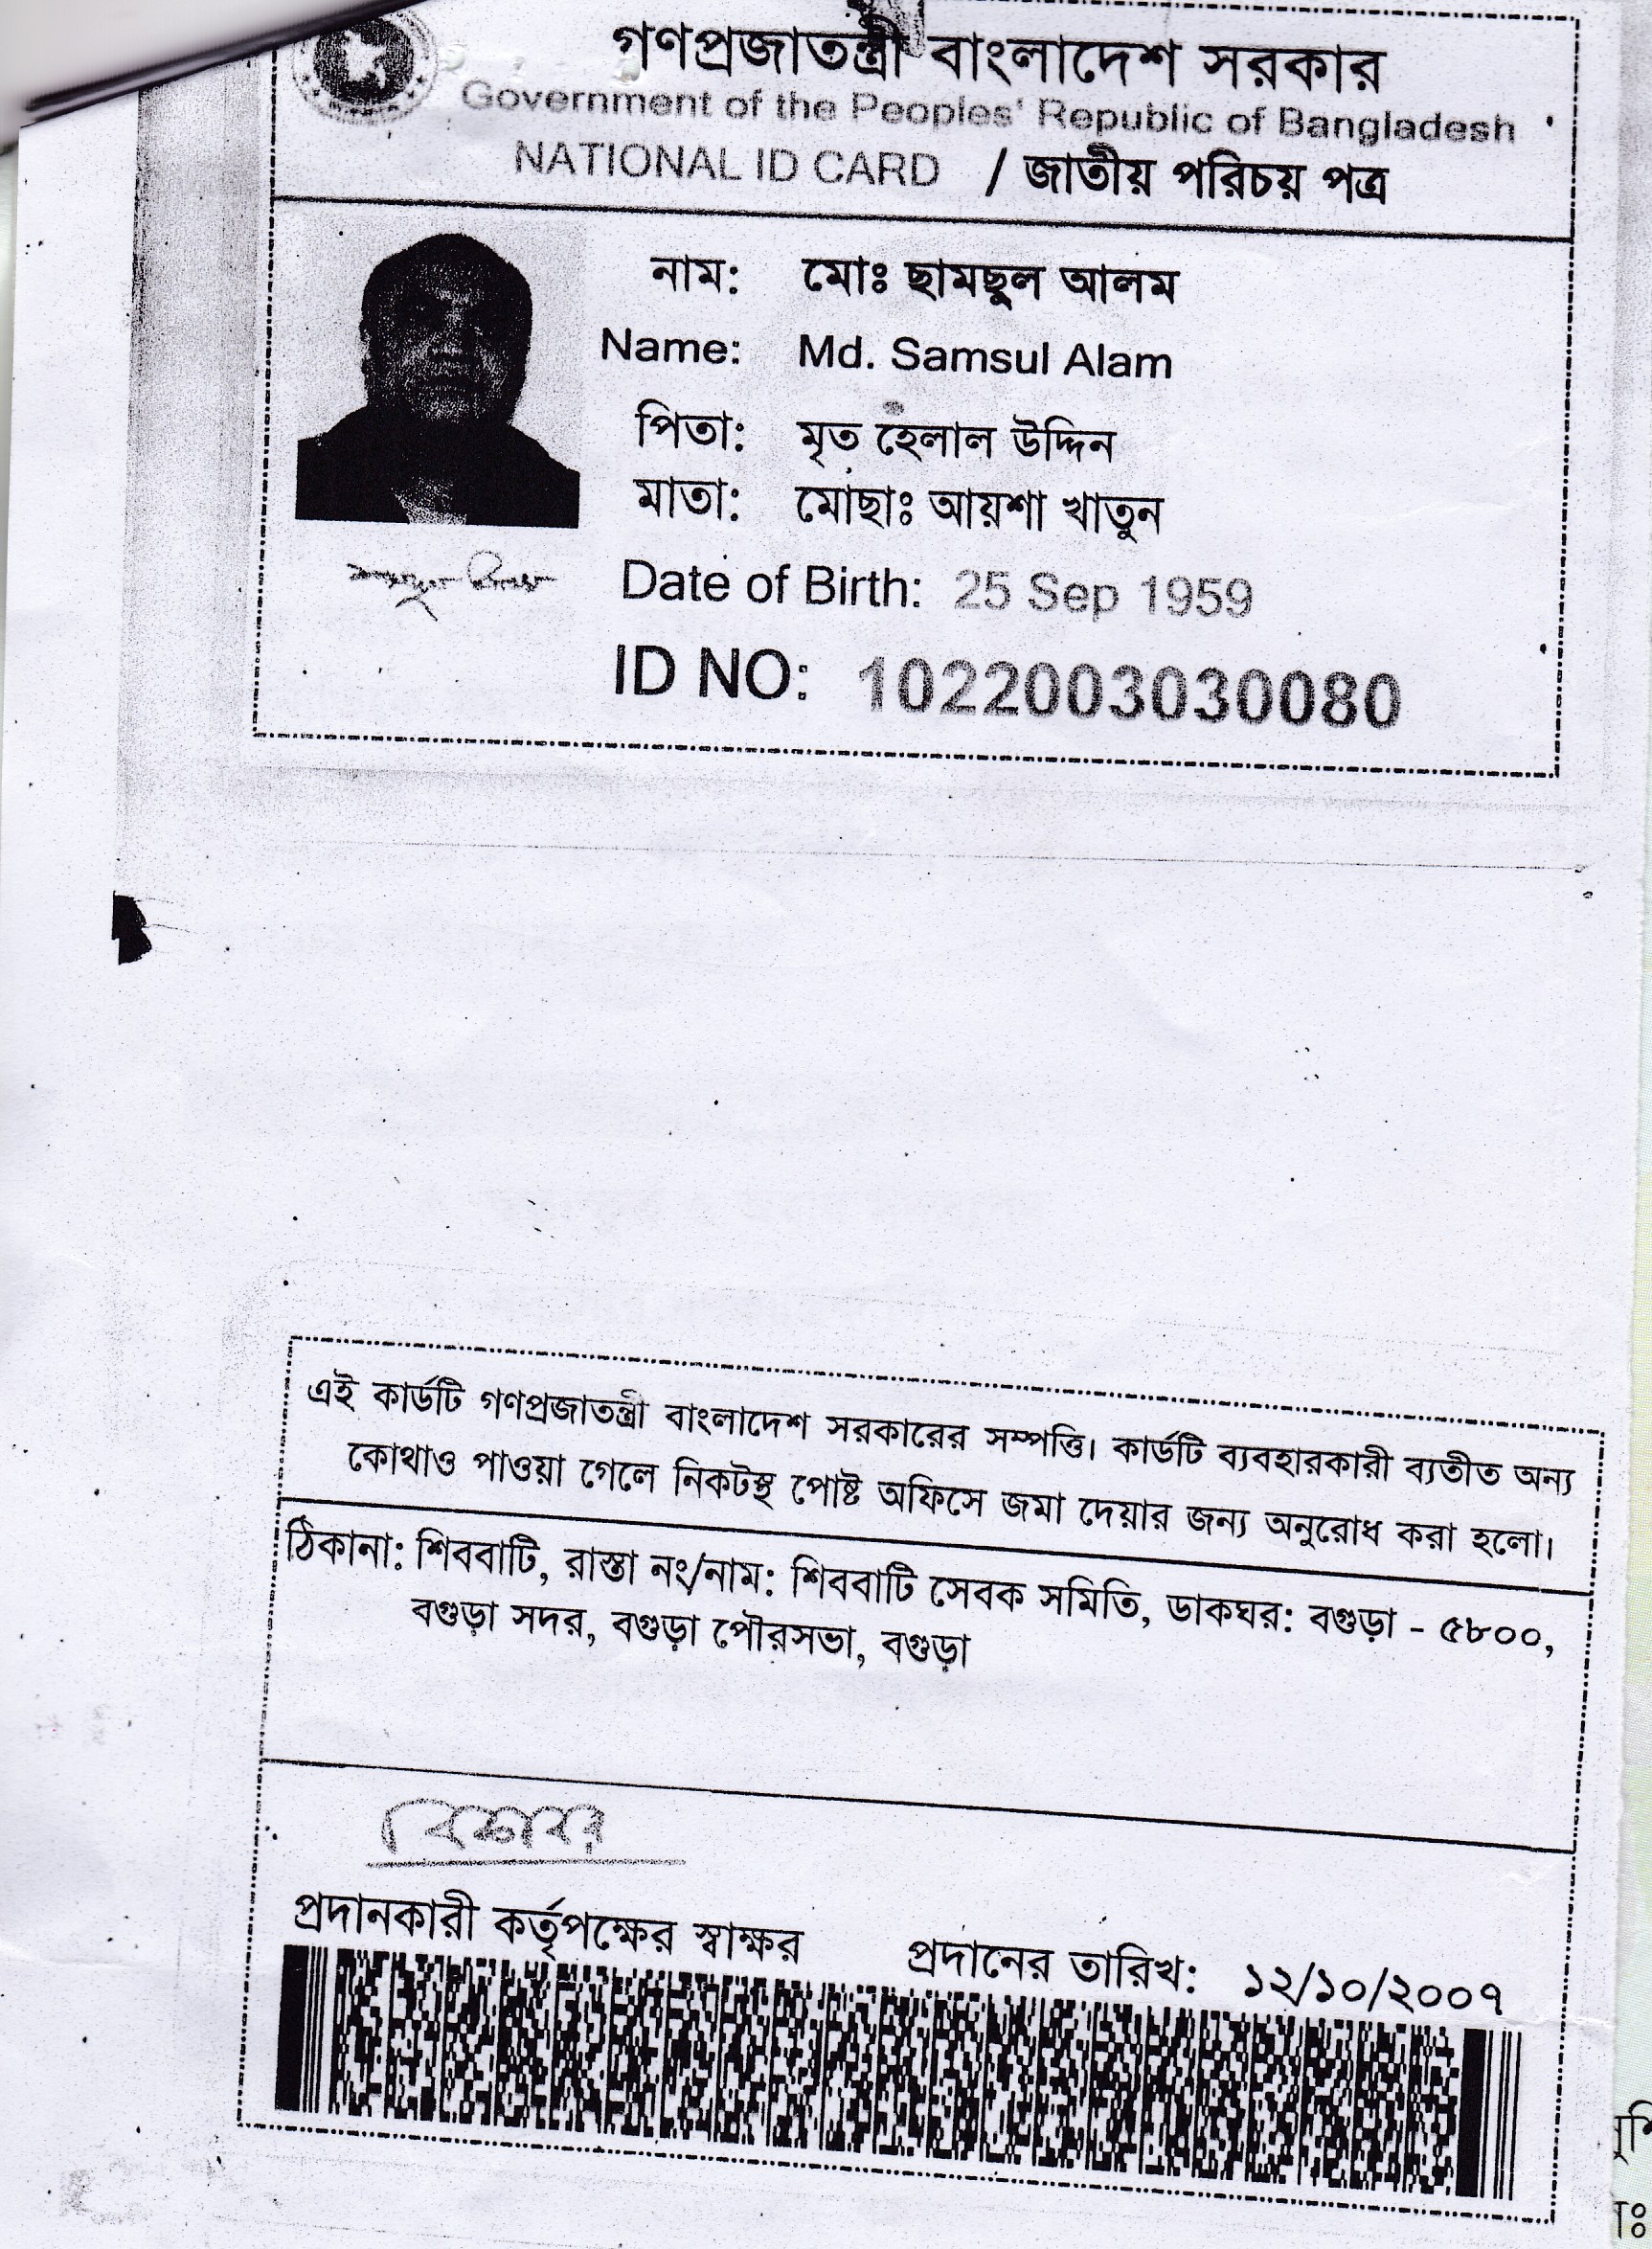 গণপ্রজাতন্ত্রী বাংলাদেশ সরকার
Government of the Peoples' Republic of Bangladesh
NATIONAL ID CARD / জাতীয় পরিচয় পত্র
নাম: মোঃ ছামছুল আলম
Name: Md. Samsul Alam
পিতা: মৃত হেলাল উদ্দিন
মাতা: মোছাঃ আয়শা খাতুন
Date of Birth: 25 Sep 1959
ID NO: 1022003030080
এই কার্ডটি গণপ্রজাতন্ত্রী বাংলাদেশ সরকারের সম্পত্তি। কার্ডটি ব্যবহারকারী ব্যতীত অন্য
কোথাও পাওয়া গেলে নিকটস্থ পোষ্ট অফিসে জমা দেয়ার জন্য অনুরোধ করা হলো।
ঠিকানা: শিববাটি, রাস্তা নং/নাম: শিববাটি সেবক সমিতি, ডাকঘর: বগুড়া - ৫৮০০,
বগুড়া সদর, বগুড়া পৌরসভা, বগুড়া
প্রদানকারী কর্তৃপক্ষের স্বাক্ষর প্রদানের তারিখ: ১২/১০/২০০৭